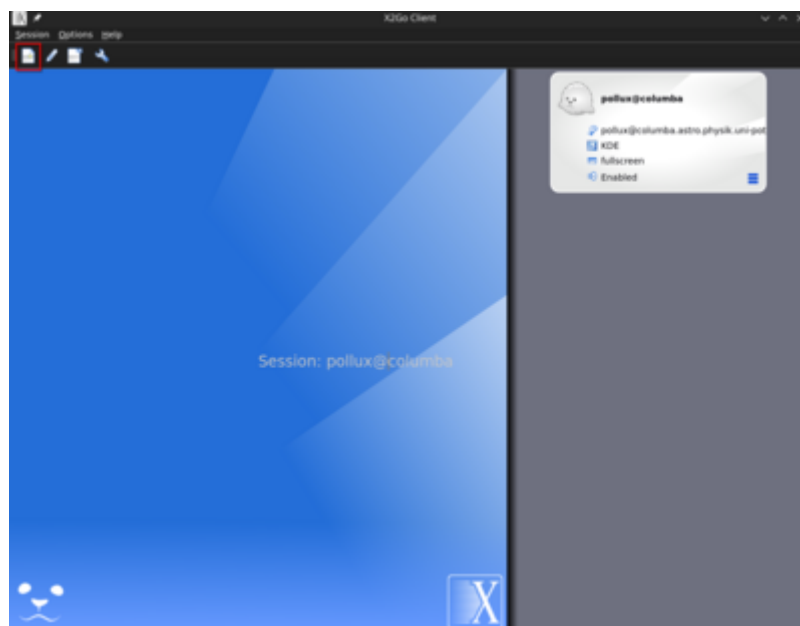 X2Go Client
Session Options Help
pollux@columba
pollux@columba.astro.physik.uni-pot
KDE
fullscreen
Enabled
Session: pollux@columba
X